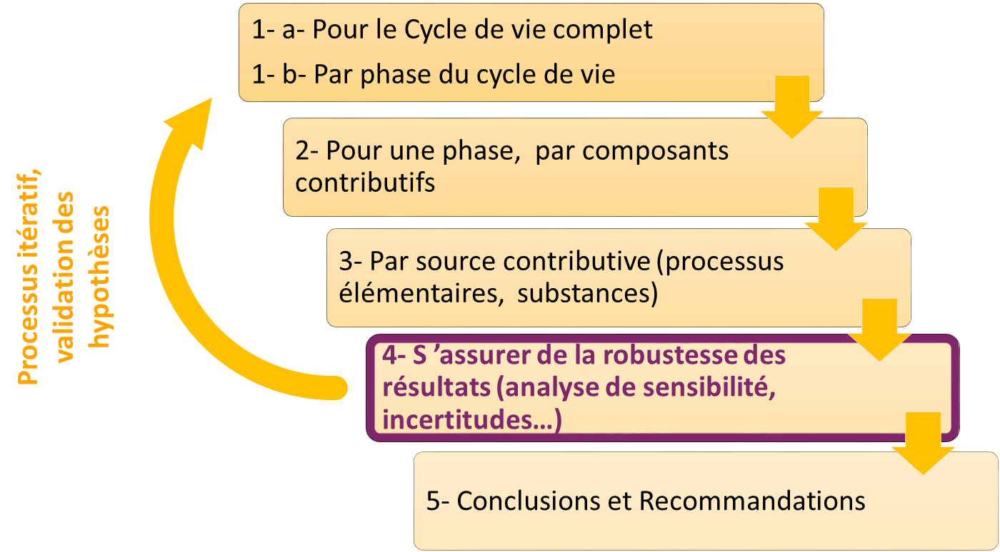 1- a- Pour le Cycle de vie complet
1- b- Par phase du cycle de vie
2- Pour une phase, par composants
contributifs
3- Par source contributive (processus
élémentaires, substances)
4- S ’assurer de la robustesse des
résultats (analyse de sensibilité,
incertitudes…)
5- Conclusions et Recommandations
Processus itératif,
validation des
hypothèses